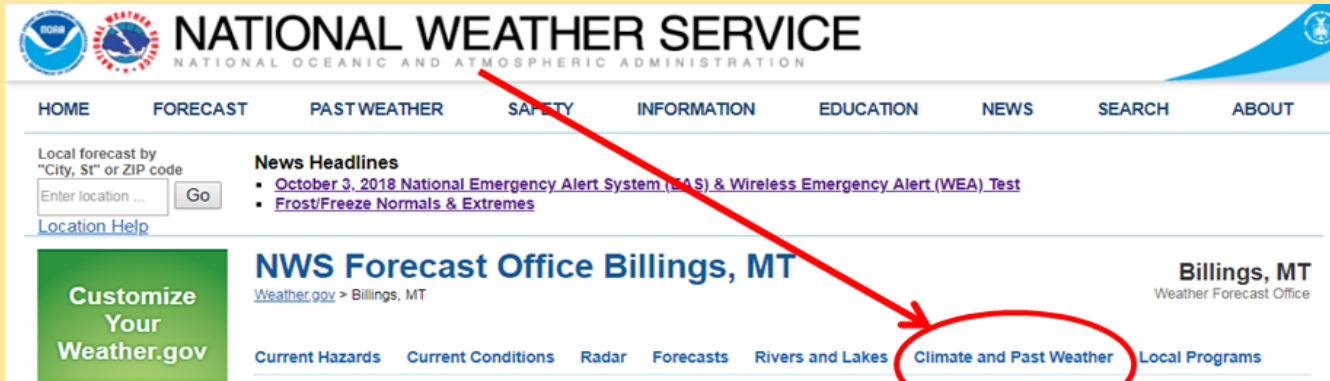 NATIONAL WEATHER SERVICE
NATIONAL OCEANIC AND ATMOSPHERIC ADMINISTRATION
HOME FORECAST PAST WEATHER SAFETY INFORMATION EDUCATION NEWS SEARCH ABOUT
Local forecast by
"City, St" or ZIP code
Enter location ... Go
Location Help
News Headlines
October 3, 2018 National Emergency Alert System (EAS) & Wireless Emergency Alert (WEA) Test
Frost/Freeze Normals & Extremes
Customize
Your
Weather.gov
NWS Forecast Office Billings, MT
Weather.gov > Billings, MT
Billings, MT
Weather Forecast Office
Current Hazards Current Conditions Radar Forecasts Rivers and Lakes Climate and Past Weather Local Programs